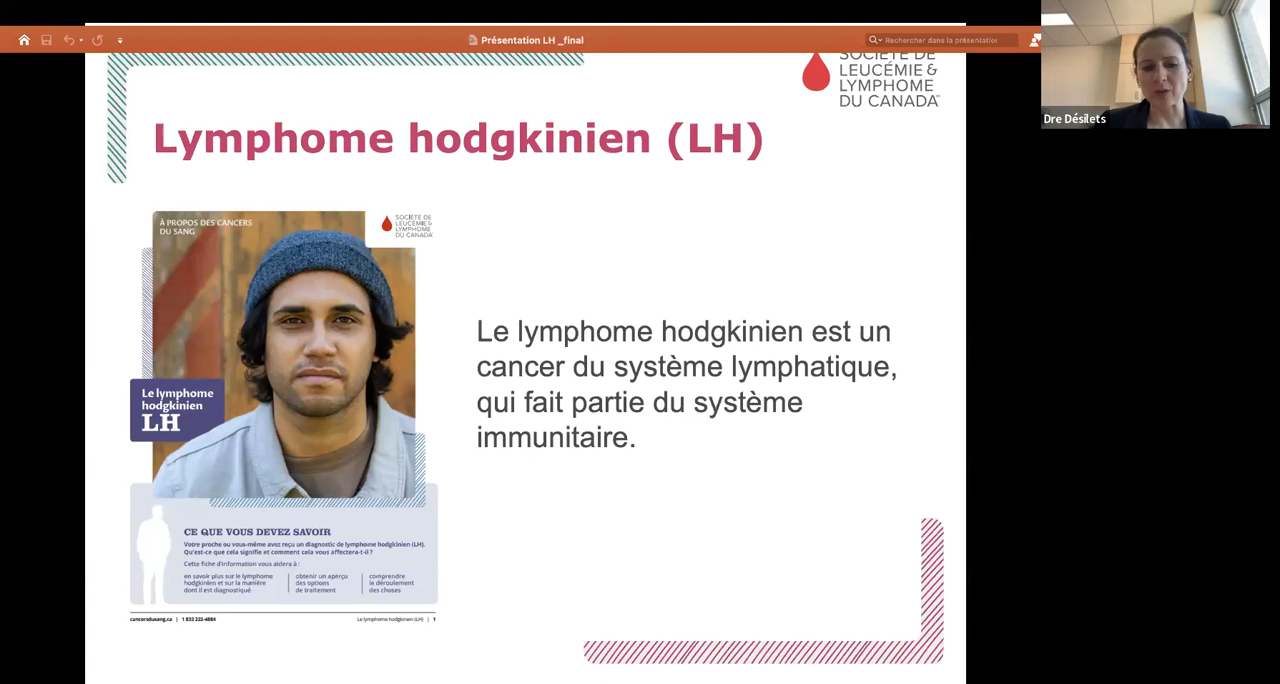 Présentation LH _final
Rechercher dans la présentation
Dre Désilets
SOCIÉTÉ DE
LEUCÉMIE &
LYMPHOME
DU CANADA
Lymphome hodgkinien (LH)
À PROPOS DES CANCERS
DU SANG
SOCIÉTÉ DE
LEUCÉMIE &
LYMPHOME
DU CANADA
Le lymphome
hodgkinien
LH
Le lymphome hodgkinien est un
cancer du système lymphatique,
qui fait partie du système
immunitaire.
CE QUE VOUS DEVEZ SAVOIR
Votre proche ou vous-même avez reçu un diagnostic de lymphome hodgkinien (LH).
Qu'est-ce que cela signifie et comment cela vous affectera-t-il ?
Cette fiche d'information vous aidera à :
en savoir plus sur le lymphome
hodgkinien et sur la manière
dont il est diagnostiqué
obtenir un aperçu
des options
de traitement
comprendre
le déroulement
des choses
cancersdusang.ca | 1 833 222-4884
Le lymphome hodgkinien (LH) | 1